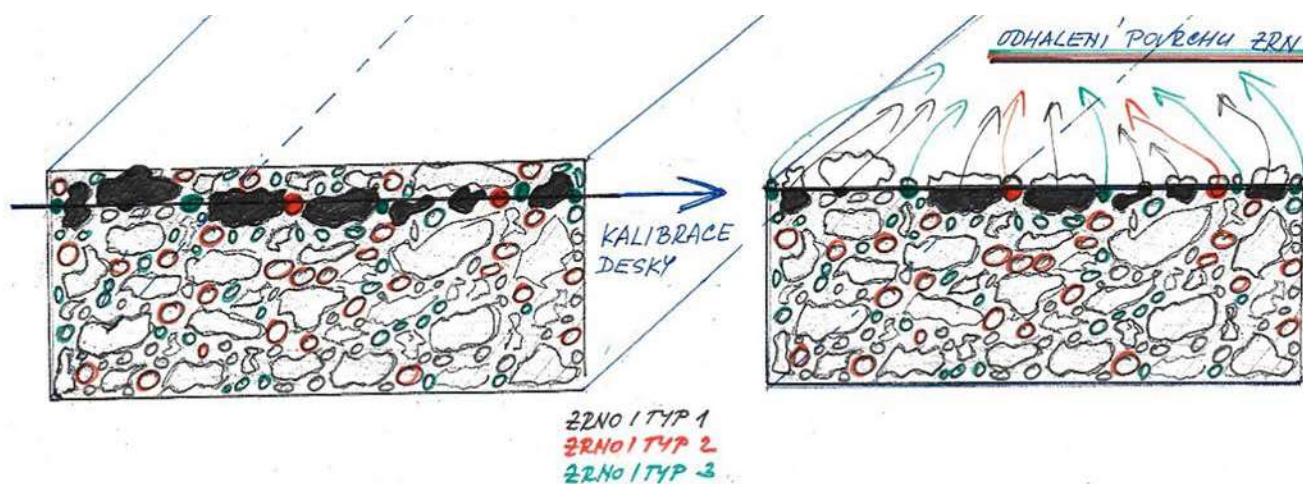 ODHALENÍ POVRCHU ZRN
KALIBRACE
DESKY
ZRNO / TYP 1
ZRNO / TYP 2
ZRNO / TYP 3